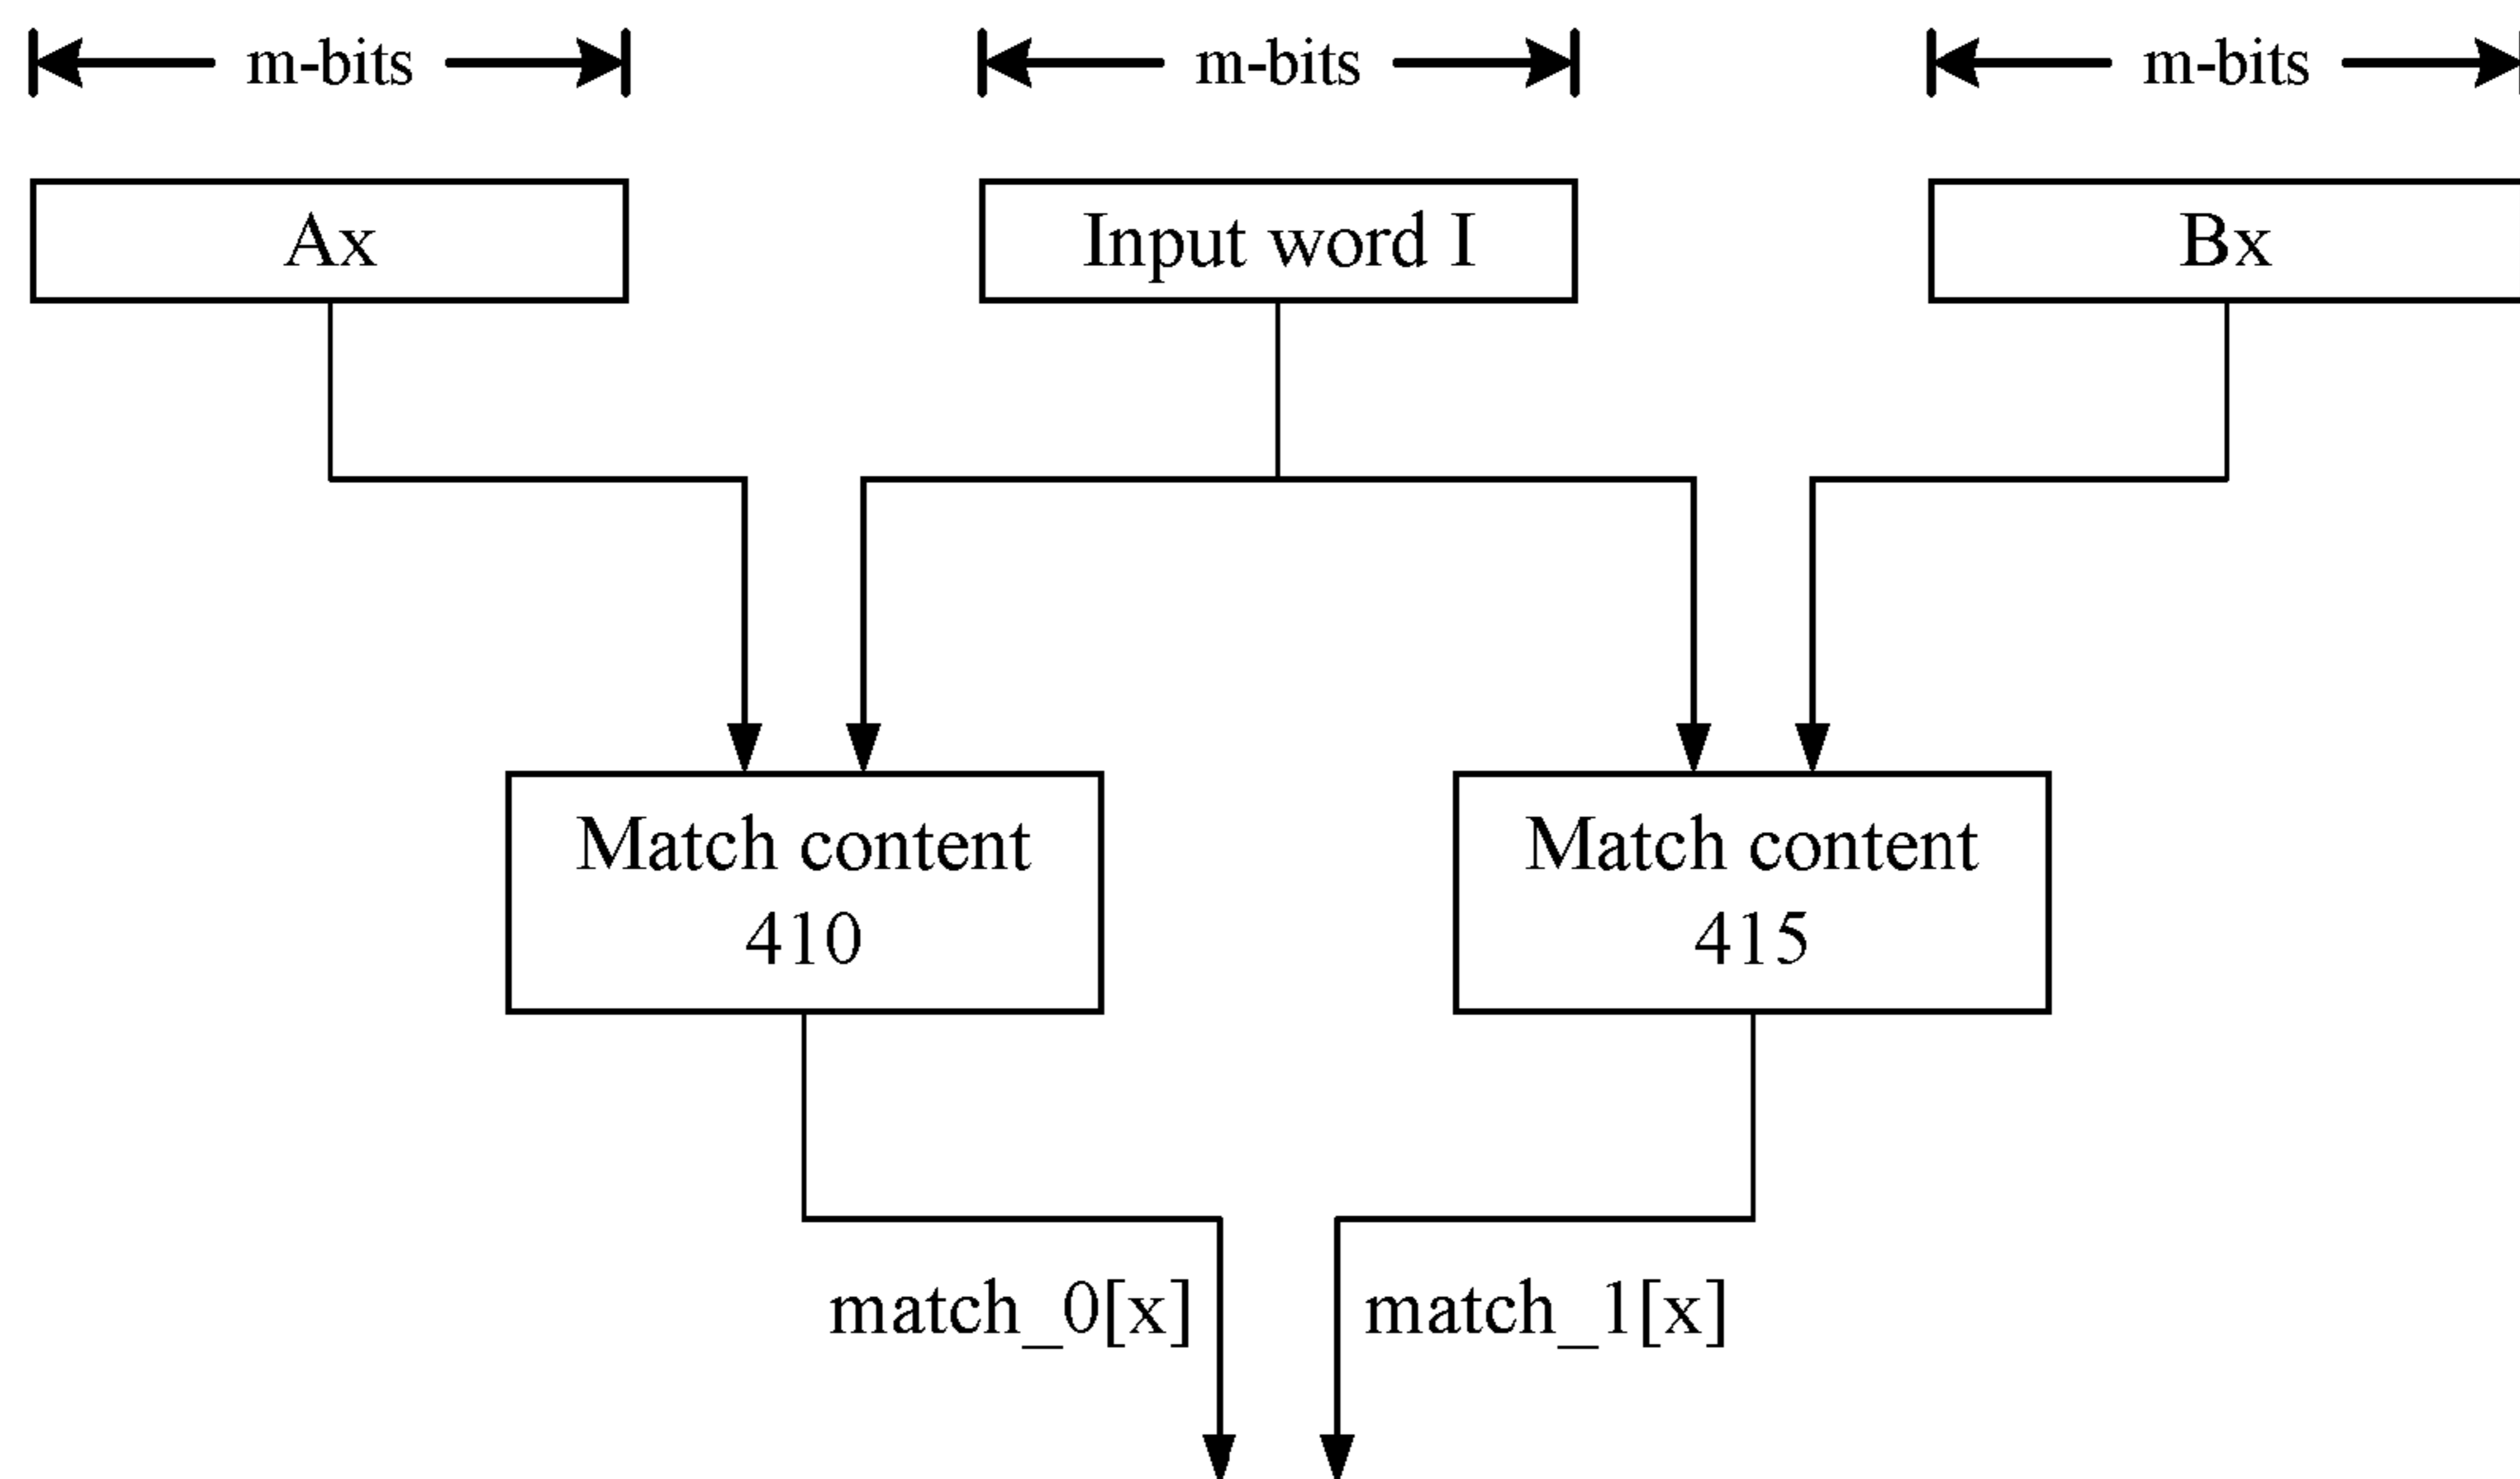 m-bits
m-bits
m-bits
Ax
Input word I
Bx
Match content
410
Match content
415
match_0[x]
match_1[x]